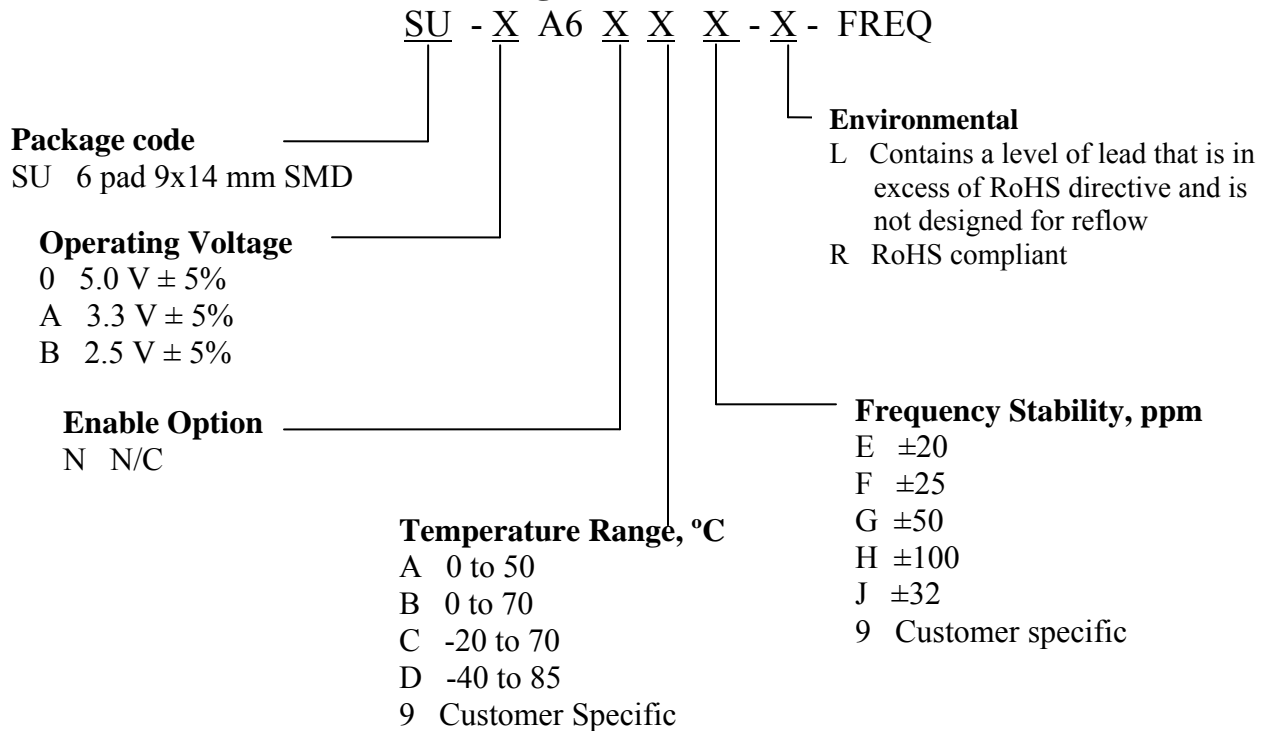 SU - X A6 X X X - X - FREQ
Package code
SU 6 pad 9x14 mm SMD
Operating Voltage
0 5.0 V ± 5%
A 3.3 V ± 5%
B 2.5 V ± 5%
Enable Option
N N/C
Temperature Range, ºC
A 0 to 50
B 0 to 70
C -20 to 70
D -40 to 85
9 Customer Specific
Environmental
L Contains a level of lead that is in
excess of RoHS directive and is
not designed for reflow
R RoHS compliant
Frequency Stability, ppm
E ±20
F ±25
G ±50
H ±100
J ±32
9 Customer specific